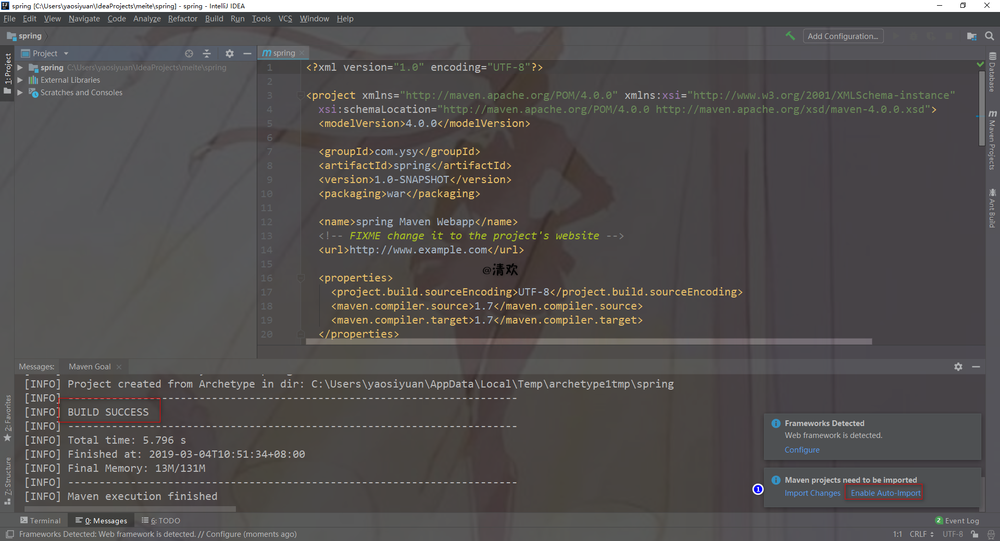 spring [C:\Users\yaosiyuan\IdeaProjects\meite\spring] - spring - IntelliJ IDEA
File Edit View Navigate Code Analyze Refactor Build Run Tools VCS Window Help
spring
Add Configuration...
1: Project
Project
spring C:\Users\yaosiyuan\IdeaProjects\meite\spring
External Libraries
Scratches and Consoles
m spring
1 <?xml version="1.0" encoding="UTF-8"?>
2
3 <project xmlns="http://maven.apache.org/POM/4.0.0" xmlns:xsi="http://www.w3.org/2001/XMLSchema-instance"
4 xsi:schemaLocation="http://maven.apache.org/POM/4.0.0 http://maven.apache.org/xsd/maven-4.0.0.xsd">
5 <modelVersion>4.0.0</modelVersion>
6
7 <groupId>com.ysy</groupId>
8 <artifactId>spring</artifactId>
9 <version>1.0-SNAPSHOT</version>
10 <packaging>war</packaging>
11
12 <name>spring Maven Webapp</name>
13 <!-- FIXME change it to the project's website -->
14 <url>http://www.example.com</url>
15
@清欢
16 <properties>
17 <project.build.sourceEncoding>UTF-8</project.build.sourceEncoding>
18 <maven.compiler.source>1.7</maven.compiler.source>
19 <maven.compiler.target>1.7</maven.compiler.target>
20 </properties>
Database
m Maven Projects
Ant Build
Messages: Maven Goal
[INFO] Project created from Archetype in dir: C:\Users\yaosiyuan\AppData\Local\Temp\archetype1tmp\spring
[INFO] ------------------------------------------------------------------------
[INFO] BUILD SUCCESS
[INFO] ------------------------------------------------------------------------
[INFO] Total time: 5.796 s
[INFO] Finished at: 2019-03-04T10:51:34+08:00
[INFO] Final Memory: 13M/131M
[INFO] ------------------------------------------------------------------------
[INFO] Maven execution finished
2: Favorites
Z: Structure
Frameworks Detected
Web framework is detected.
Configure
1
Maven projects need to be imported
Import Changes Enable Auto-Import
Terminal 0: Messages 6: TODO 2 Event Log
Frameworks Detected: Web framework is detected. // Configure (moments ago) 1:1 CRLF UTF-8